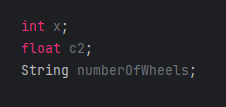 int x;
float c2;
String numberOfWheels;